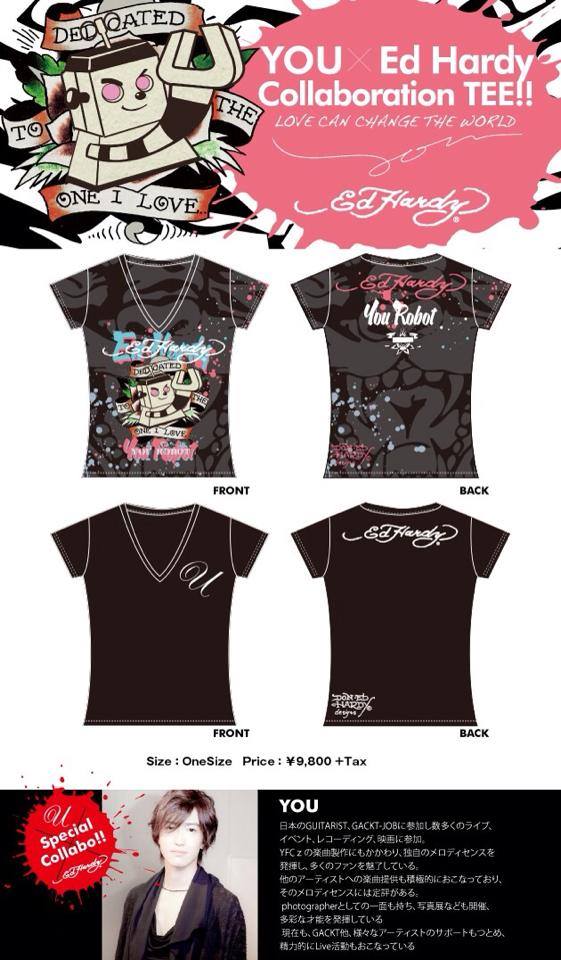 DEDICATED
TO
THE
ONE I LOVE...
YOU × Ed Hardy
Collaboration TEE!!
LOVE CAN CHANGE THE WORLD
you
Ed Hardy®
Ed Hardy
Ed Hardy
DEDICATED
TO
THE
ONE I LOVE
You Robot
YOU ROBOT
Ed Hardy
You Robot
FRONT
BACK
U
Ed Hardy
DON ED
HARDY
designs
FRONT
BACK
Size : OneSize Price : ¥9,800 +Tax
U
Special
Collabo!!
Ed Hardy
YOU
日本のGUITARIST、GACKT-JOBに参加し数多くのライブ、
イベント、レコーディング、映画に参加。
YFCzの楽曲製作にもかかわり、独自のメロディセンスを
発揮し、多くのファンを魅了している。
他のアーティストへの楽曲提供も積極的におこなっており、
そのメロディセンスには定評がある。
photographerとしての一面も持ち、写真展なども開催、
多彩な才能を発揮している
現在も、GACKT他、様々なアーティストのサポートもつとめ、
精力的にLive活動もおこなっている